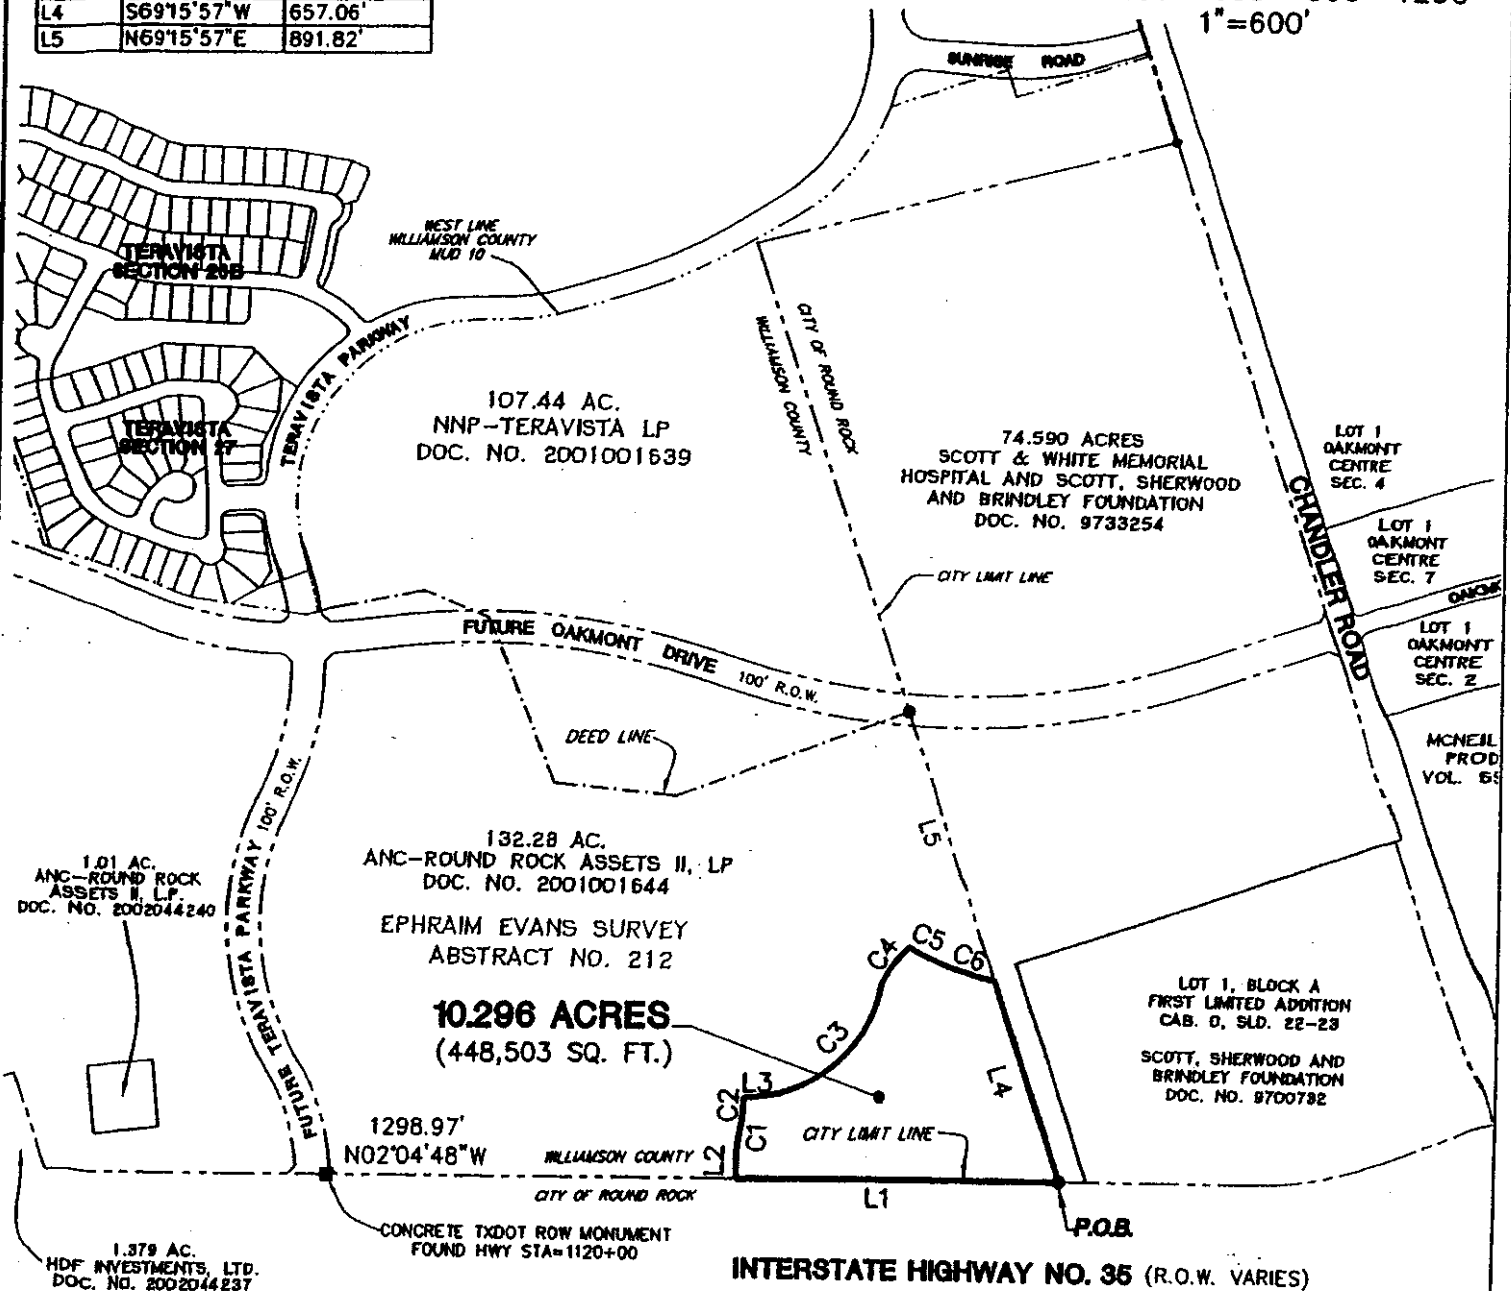 L4 S69°15'57"W 657.06'
L5 N69°15'57"E 891.82'
1"=600'
SUNRISE ROAD
WEST LINE
WILLIAMSON COUNTY
MUD 10
TERAVISTA
SECTION 26B
TERAVISTA PARKWAY
CITY OF ROUND ROCK
WILLIAMSON COUNTY
107.44 AC.
NNP-TERAVISTA LP
DOC. NO. 2001001639
TERAVISTA
SECTION 27
74.590 ACRES
SCOTT & WHITE MEMORIAL
HOSPITAL AND SCOTT, SHERWOOD
AND BRINDLEY FOUNDATION
DOC. NO. 9733254
LOT 1
OAKMONT
CENTRE
SEC. 4
CHANDLER ROAD
LOT 1
OAKMONT
CENTRE
SEC. 7
CITY LIMIT LINE
LOT 1
OAKMONT
CENTRE
SEC. 2
FUTURE OAKMONT DRIVE 100' R.O.W.
DEED LINE
MCNEIL
PROD
VOL.
L5
FUTURE TERAVISTA PARKWAY 100' R.O.W.
132.28 AC.
ANC-ROUND ROCK ASSETS II, LP
DOC. NO. 2001001644
1.01 AC.
ANC-ROUND ROCK
ASSETS II, L.P.
DOC. NO. 2002044240
EPHRAIM EVANS SURVEY
ABSTRACT NO. 212
C4 C5 C6
10.296 ACRES
(448,503 SQ. FT.)
C3
L4
LOT 1, BLOCK A
FIRST LIMITED ADDITION
CAB. O, SLD. 22-23
SCOTT, SHERWOOD AND
BRINDLEY FOUNDATION
DOC. NO. 9700792
L3
C2
C1
L2
1298.97'
N02°04'48"W
WILLIAMSON COUNTY
CITY LIMIT LINE
CITY OF ROUND ROCK
L1
P.O.B.
CONCRETE TXDOT ROW MONUMENT
FOUND HWY STA=1120+00
1.379 AC.
HDF INVESTMENTS, LTD.
DOC. NO. 2002044237
INTERSTATE HIGHWAY NO. 35 (R.O.W. VARIES)